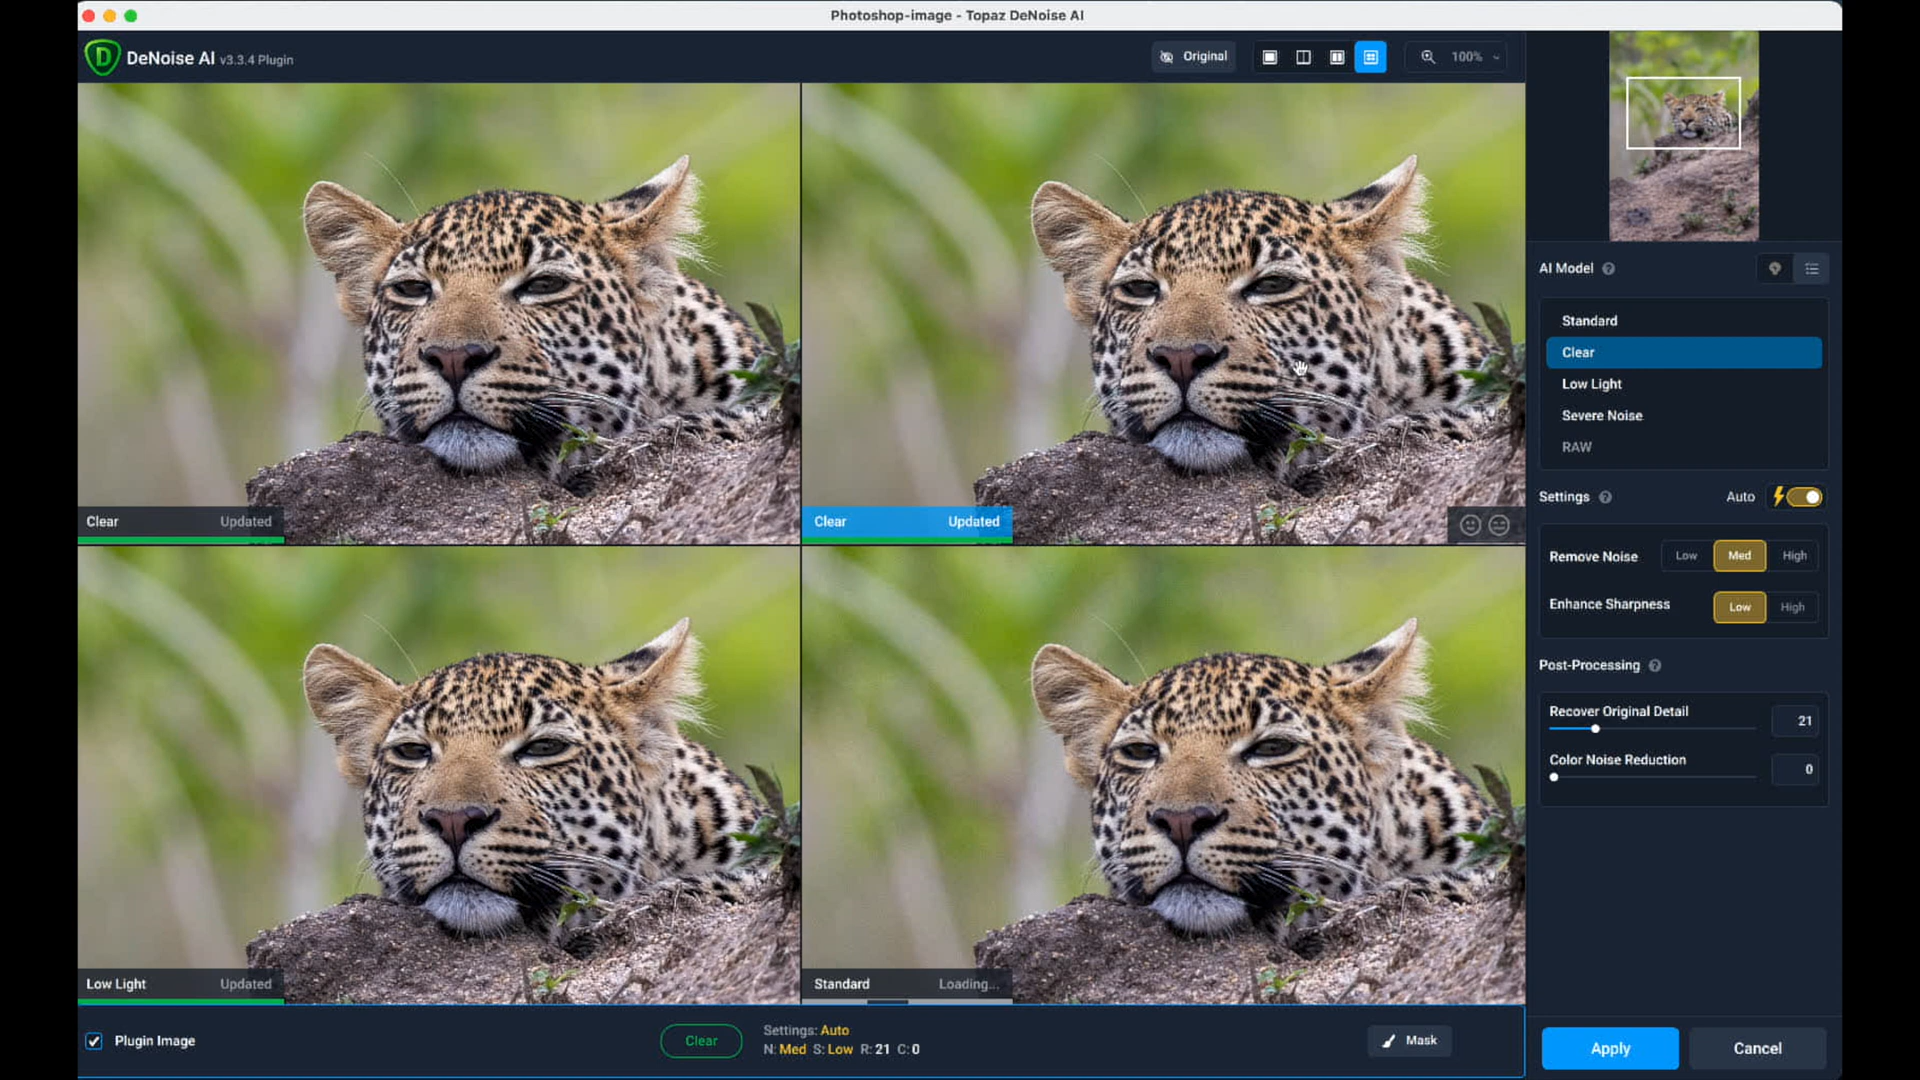 Photoshop-image - Topaz DeNoise AI
DeNoise AI v3.3.4 Plugin
Original
100%
Clear Updated
Clear Updated
Low Light Updated
Standard Loading...
AI Model
Standard
Clear
Low Light
Severe Noise
RAW
Settings Auto
Remove Noise Low Med High
Enhance Sharpness Low High
Post-Processing
Recover Original Detail 21
Color Noise Reduction 0
Plugin Image
Clear
Settings: Auto
N: Med S: Low R: 21 C: 0
Mask
Apply
Cancel